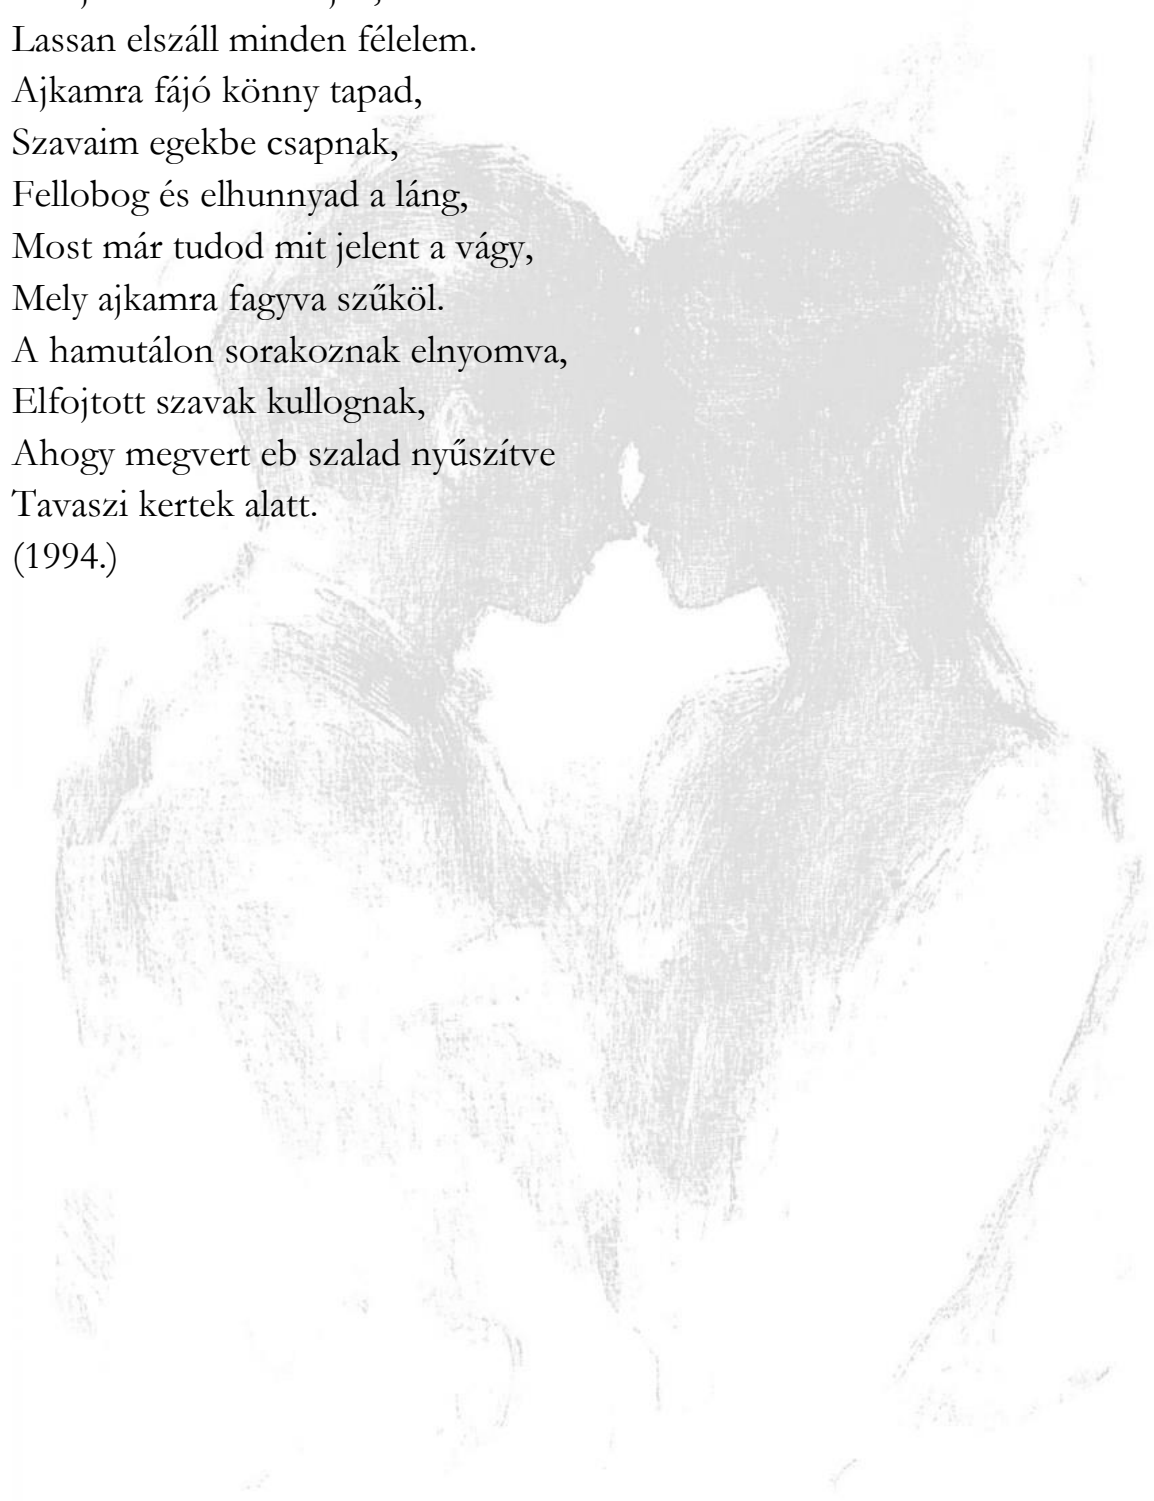 Lassan elszáll minden félelem.
Ajkamra fájó könny tapad,
Szavaim egekbe csapnak,
Fellobog és elhunnyad a láng,
Most már tudod mit jelent a vágy,
Mely ajkamra fagyva szűköl.
A hamutálon sorakoznak elnyomva,
Elfojtott szavak kullognak,
Ahogy megvert eb szalad nyűszítve
Tavaszi kertek alatt.
(1994.)